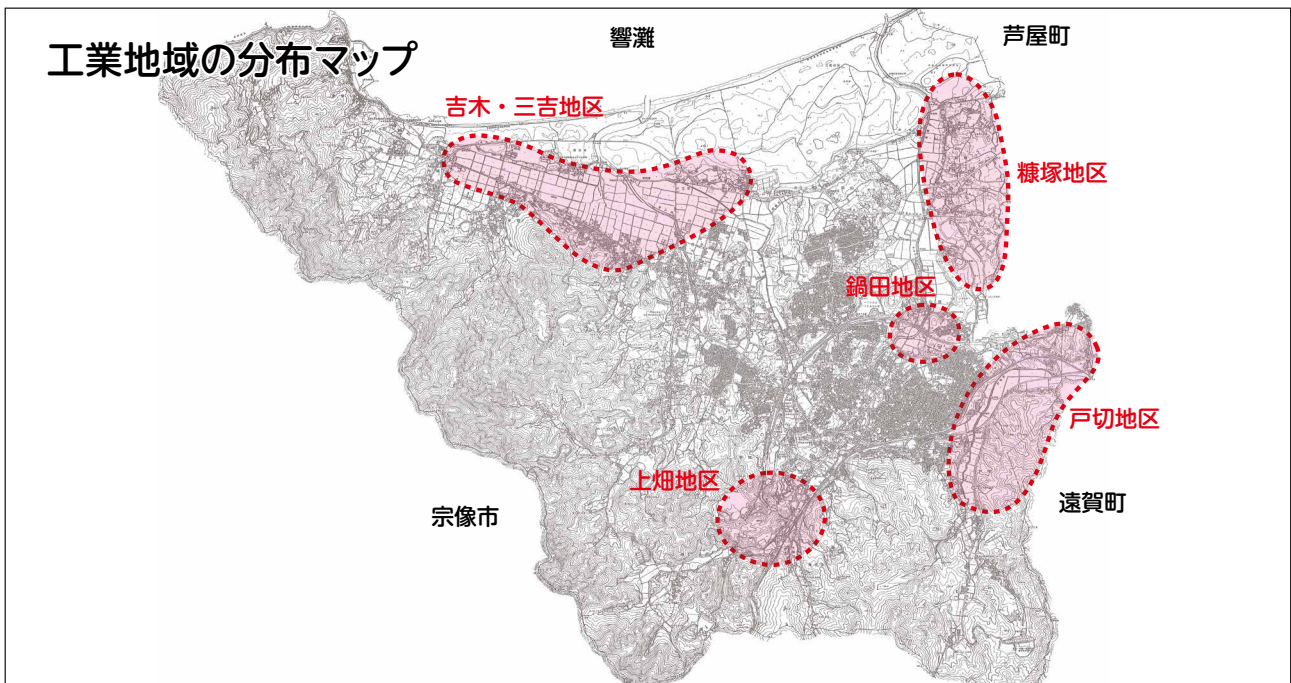 工業地域の分布マップ
響灘
芦屋町
吉木・三吉地区
糠塚地区
鍋田地区
戸切地区
上畑地区
宗像市
遠賀町